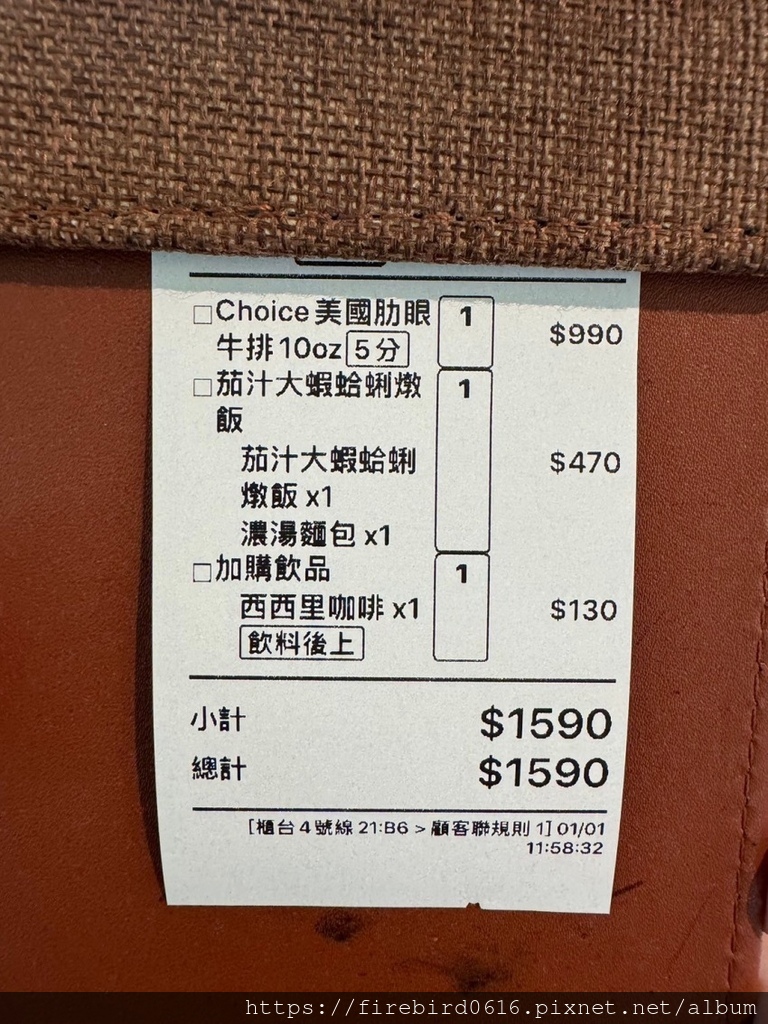 □Choice 美國肋眼 1 $990
牛排10oz 5分
□茄汁大蝦蛤蜊燉 1
飯
茄汁大蝦蛤蜊 $470
燉飯 x1
濃湯麵包 x1
□加購飲品 1
西西里咖啡 x1 $130
飲料後上
小計 $1590
總計 $1590
[櫃台4號線 21:B6 > 顧客聯規則 1] 01/01
11:58:32
https://firebird0616.pixnet.net/album